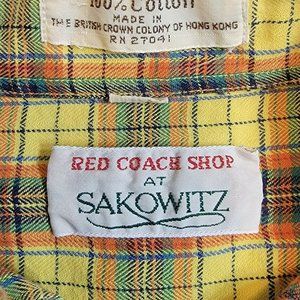 100% Cotton
MADE IN
THE BRITISH CROWN COLONY OF HONG KONG
RN 27041
RED COACH SHOP
AT
SAKOWITZ